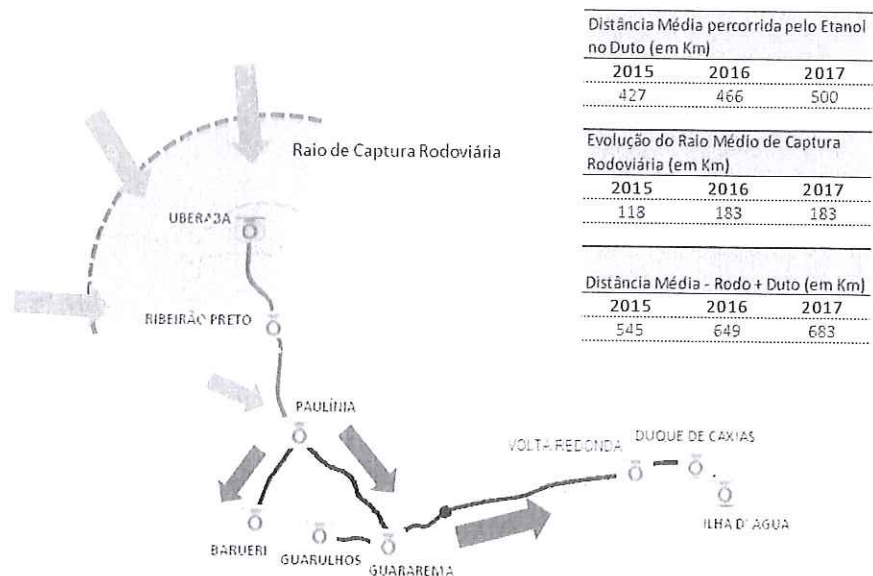 Distância Média percorrida pelo Etanol
no Duto (em Km)
2015 2016 2017
427 466 500
Evolução do Raio Médio de Captura
Rodoviária (em Km)
2015 2016 2017
118 183 183
Distância Média - Rodo + Duto (em Km)
2015 2016 2017
545 649 683
Raio de Captura Rodoviária
UBERABA
RIBEIRÃO PRETO
PAULÍNIA
VOLTA REDONDA
DUQUE DE CAXIAS
ILHA D' AGUA
BARUERI
GUARULHOS
GUARAREMA